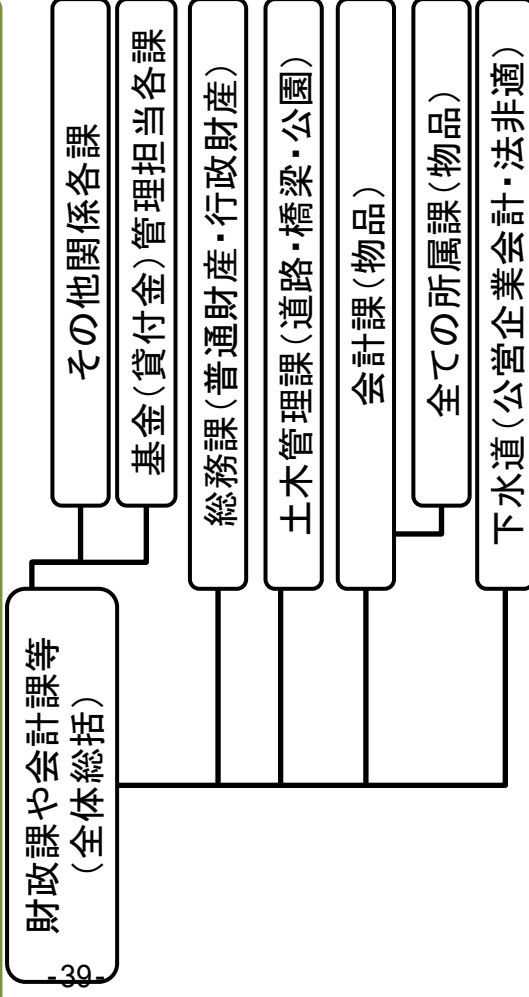 財政課や会計課等
（全体総括）
その他関係各課
基金（貸付金）管理担当各課
総務課（普通財産・行政財産）
土木管理課（道路・橋梁・公園）
会計課（物品）
全ての所属課（物品）
下水道（公営企業会計・法非適）
-39-